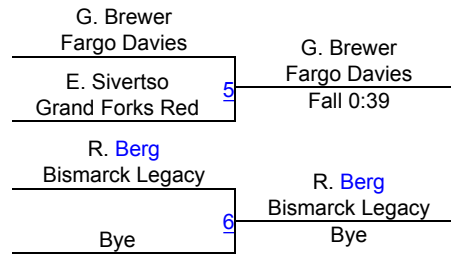 G. Brewer
Fargo Davies
E. Sivertso
Grand Forks Red
5
G. Brewer
Fargo Davies
Fall 0:39
R. Berg
Bismarck Legacy
Bye
6
R. Berg
Bismarck Legacy
Bye